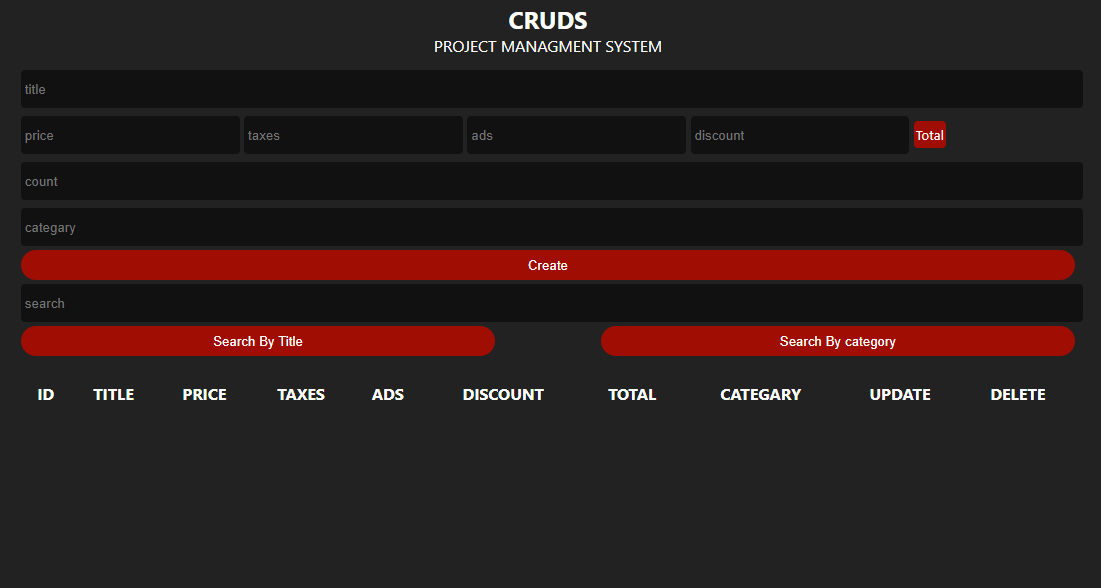 CRUDS
PROJECT MANAGMENT SYSTEM
title
price taxes ads discount Total
count
categary
Create
search
Search By Title Search By category
ID TITLE PRICE TAXES ADS DISCOUNT TOTAL CATEGARY UPDATE DELETE